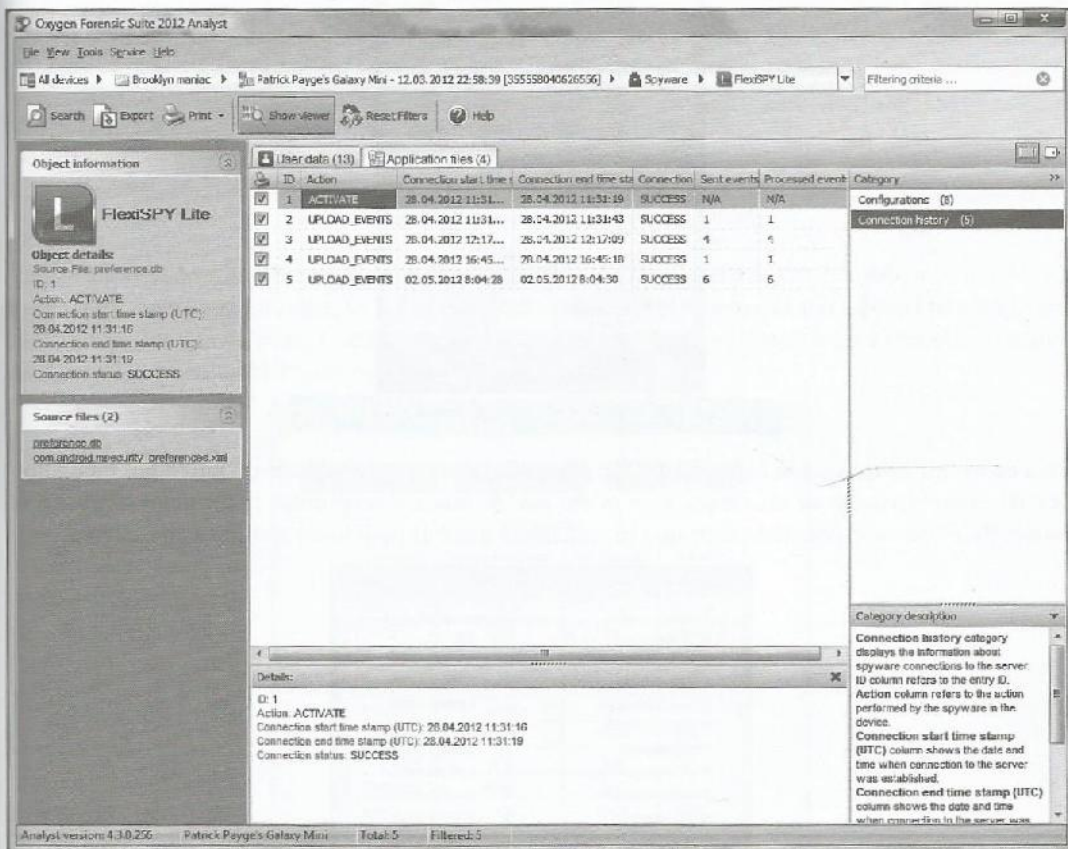 Oxygen Forensic Suite 2012 Analyst
File View Tools Service Help
All devices Brooklyn maniac Patrick Payge's Galaxy Mini - 12.03.2012 22:58:39 [355558040626556] Spyware FlexiSPY Lite Filtering criteria ...
Search Export Print Show viewer Reset Filters Help
Object information
FlexiSPY Lite
Object details:
Source File: preference.db
ID: 1
Action: ACTIVATE
Connection start time stamp (UTC):
28.04.2012 11:31:16
Connection end time stamp (UTC):
28.04.2012 11:31:19
Connection status: SUCCESS
Source files (2)
preference.db
com.android.msecurity_preferences.xml
User data (13) Application files (4)
ID Action Connection start time s Connection end time sta Connection Sent events Processed event
1 ACTIVATE 28.04.2012 11:31... 28.04.2012 11:31:19 SUCCESS N/A N/A
2 UPLOAD_EVENTS 28.04.2012 11:31... 28.04.2012 11:31:43 SUCCESS 1 1
3 UPLOAD_EVENTS 28.04.2012 12:17... 28.04.2012 12:17:09 SUCCESS 4 4
4 UPLOAD_EVENTS 28.04.2012 16:45... 28.04.2012 16:45:18 SUCCESS 1 1
5 UPLOAD_EVENTS 02.05.2012 8:04:28 02.05.2012 8:04:30 SUCCESS 6 6
Category
Configurations (8)
Connection history (5)
Details:
ID: 1
Action: ACTIVATE
Connection start time stamp (UTC): 28.04.2012 11:31:16
Connection end time stamp (UTC): 28.04.2012 11:31:19
Connection status: SUCCESS
Category description
Connection history category
displays the information about
spyware connections to the server.
ID column refers to the entry ID.
Action column refers to the action
performed by the spyware in the
device.
Connection start time stamp
(UTC) column shows the date and
time when connection to the server
was established.
Connection end time stamp (UTC)
column shows the date and time
when connection to the server was
Analyst version: 4.3.0.256 Patrick Payge's Galaxy Mini Total: 5 Filtered: 5